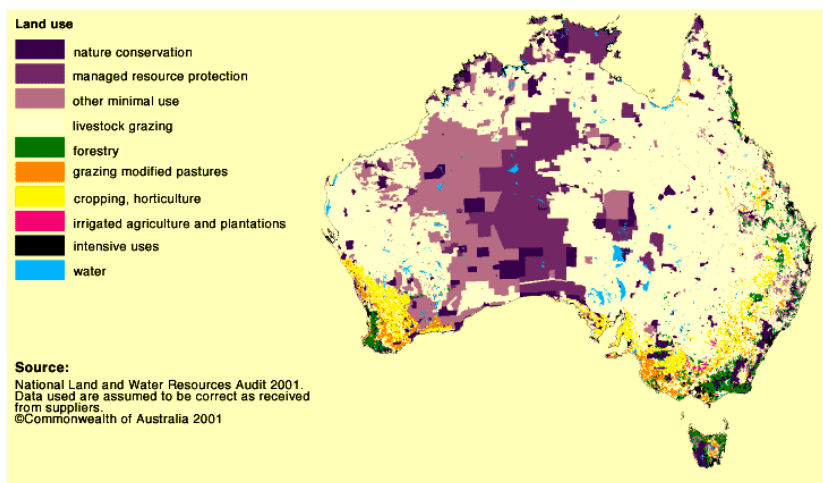 Land use
nature conservation
managed resource protection
other minimal use
livestock grazing
forestry
grazing modified pastures
cropping, horticulture
irrigated agriculture and plantations
intensive uses
water
Source:
National Land and Water Resources Audit 2001.
Data used are assumed to be correct as received
from suppliers.
©Commonwealth of Australia 2001